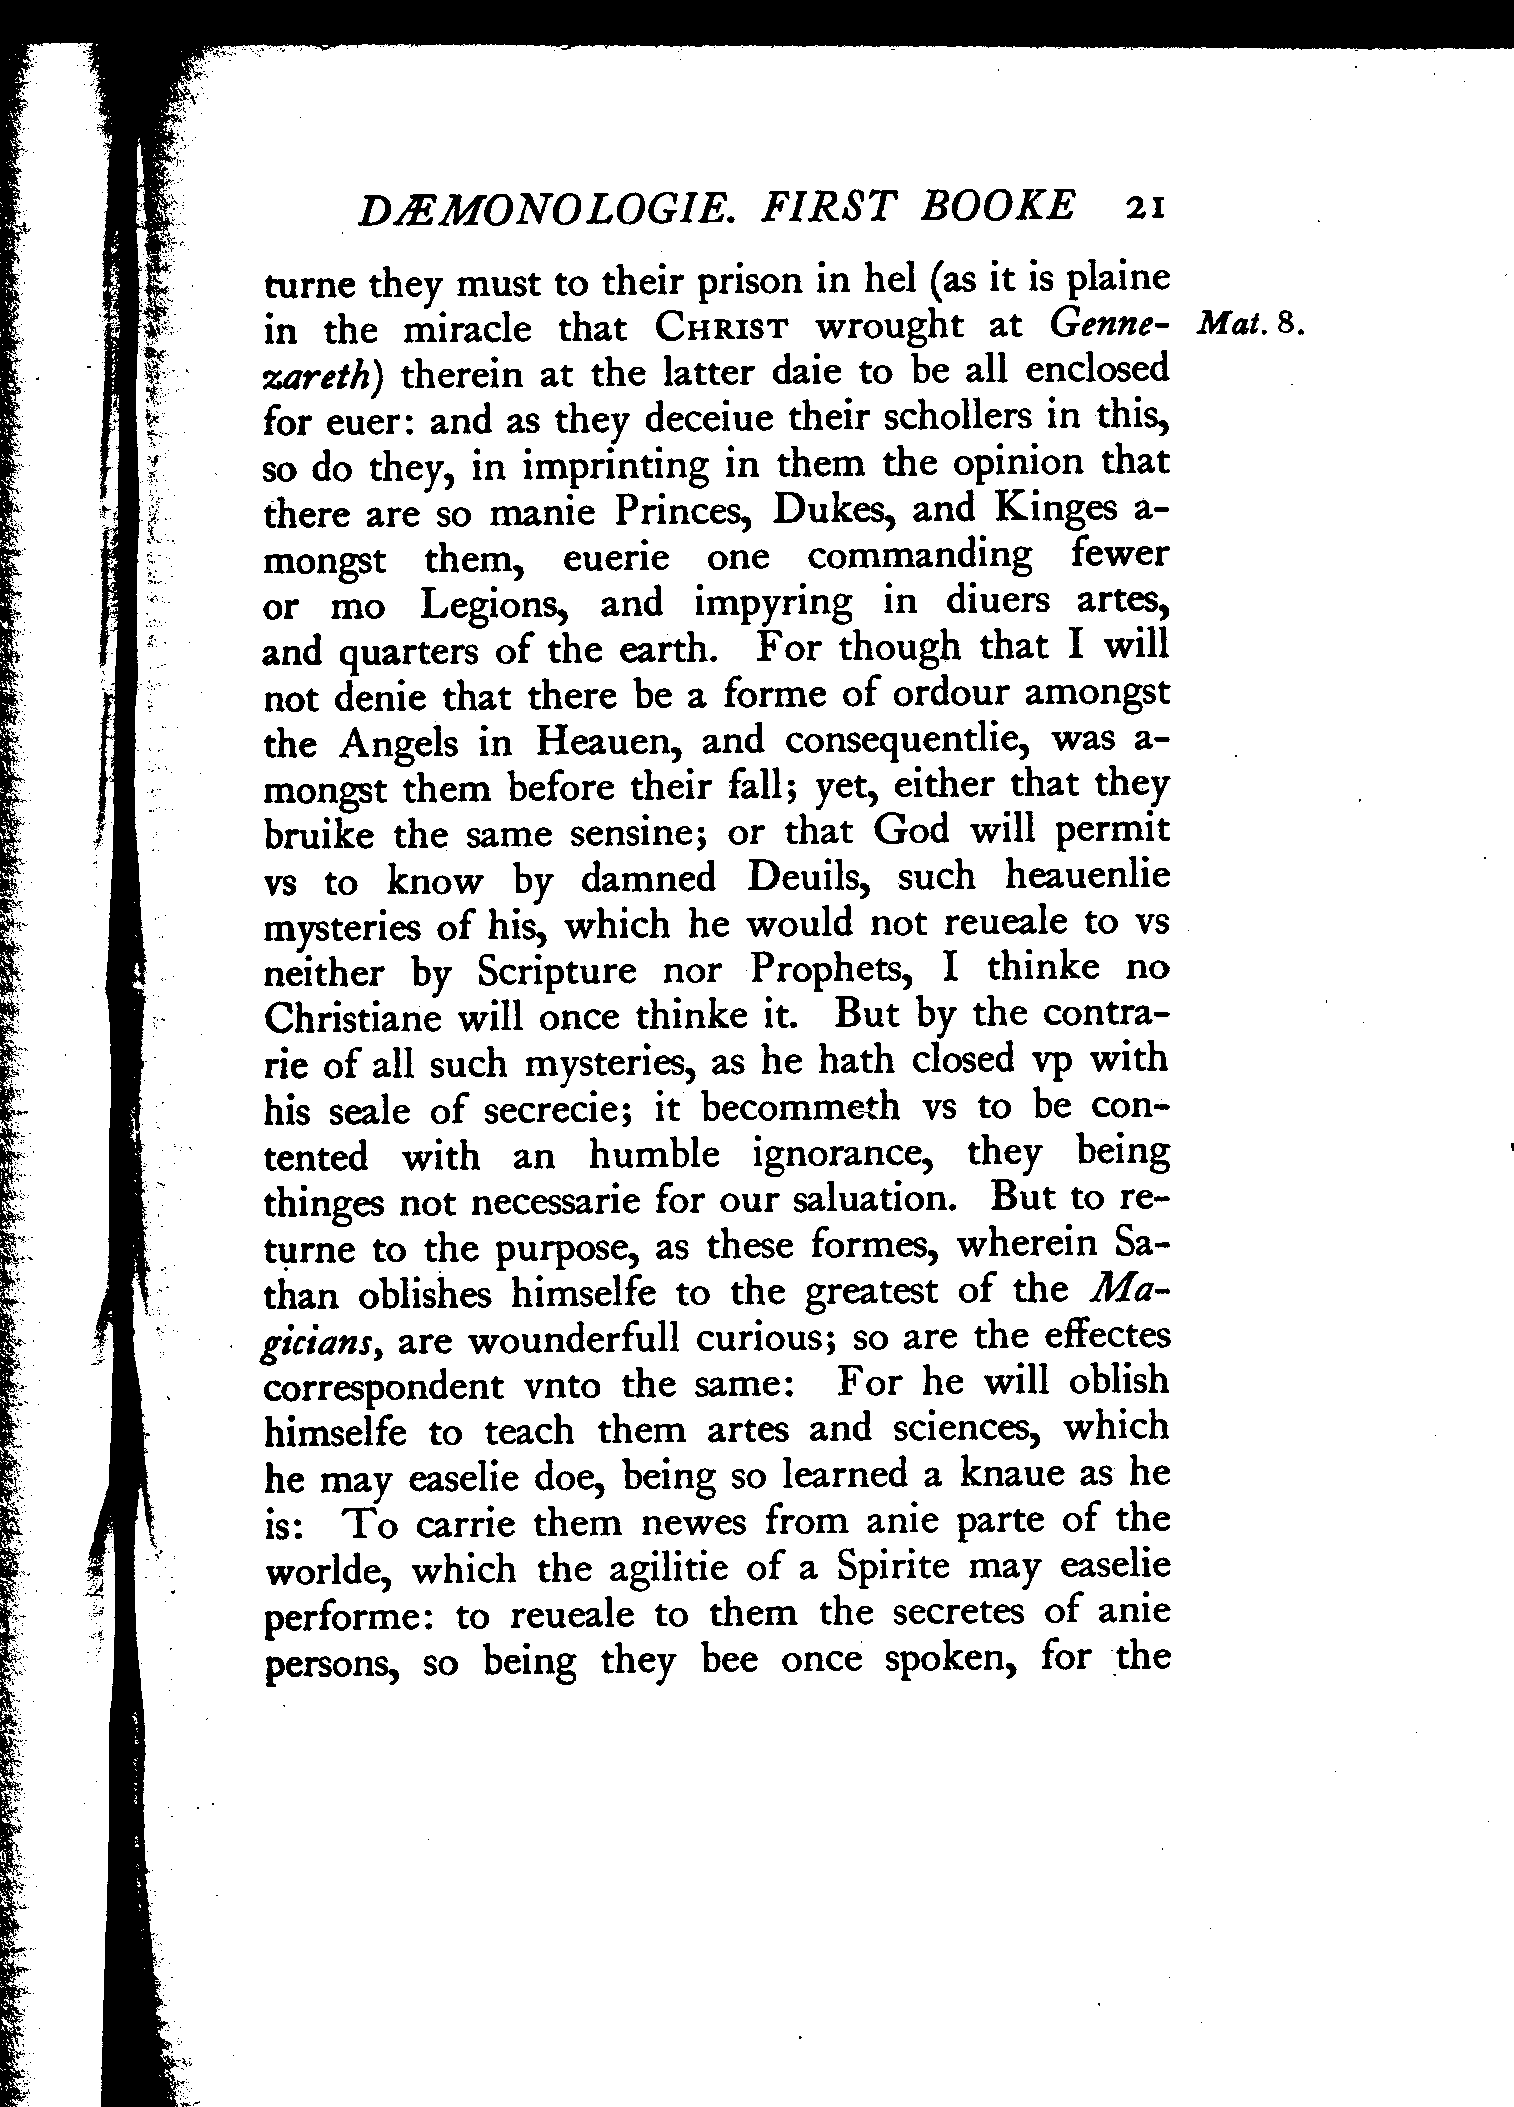 DÆMONOLOGIE. FIRST BOOKE 21
turne they must to their prison in hel (as it is plaine
in the miracle that CHRIST wrought at Genne- Mat. 8.
zareth) therein at the latter daie to be all enclosed
for euer: and as they deceiue their schollers in this,
so do they, in imprinting in them the opinion that
there are so manie Princes, Dukes, and Kinges a-
mongst them, euerie one commanding fewer
or mo Legions, and impyring in diuers artes,
and quarters of the earth. For though that I will
not denie that there be a forme of ordour amongst
the Angels in Heauen, and consequentlie, was a-
mongst them before their fall; yet, either that they
bruike the same sensine; or that God will permit
vs to know by damned Deuils, such heauenlie
mysteries of his, which he would not reueale to vs
neither by Scripture nor Prophets, I thinke no
Christiane will once thinke it. But by the contra-
rie of all such mysteries, as he hath closed vp with
his seale of secrecie; it becommeth vs to be con-
tented with an humble ignorance, they being
thinges not necessarie for our saluation. But to re-
turne to the purpose, as these formes, wherein Sa-
than oblishes himselfe to the greatest of the Ma-
gicians, are wounderfull curious; so are the effectes
correspondent vnto the same: For he will oblish
himselfe to teach them artes and sciences, which
he may easelie doe, being so learned a knaue as he
is: To carrie them newes from anie parte of the
worlde, which the agilitie of a Spirite may easelie
performe: to reueale to them the secretes of anie
persons, so being they bee once spoken, for the